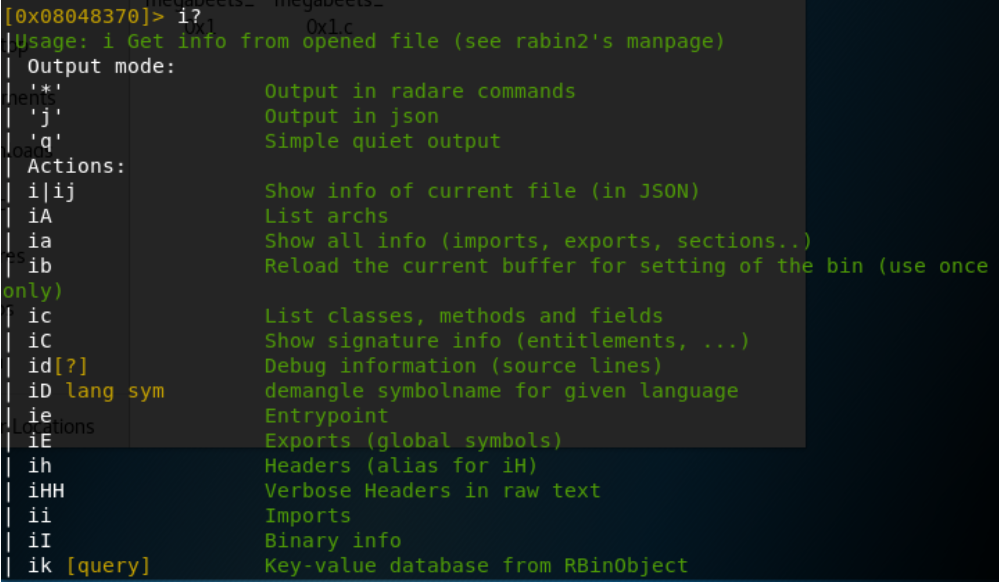 megabeets_ megabeets_
0x1 0x1.c
[0x08048370]> i?
|Usage: i Get info from opened file (see rabin2's manpage)
| Output mode:
| '*'                Output in radare commands
| 'j'                Output in json
| 'q'                Simple quiet output
| Actions:
| i|ij               Show info of current file (in JSON)
| iA                 List archs
| ia                 Show all info (imports, exports, sections..)
| ib                 Reload the current buffer for setting of the bin (use once
only)
| ic                 List classes, methods and fields
| iC                 Show signature info (entitlements, ...)
| id[?]              Debug information (source lines)
| iD lang sym        demangle symbolname for given language
| ie                 Entrypoint
Locations
| iE                 Exports (global symbols)
| ih                 Headers (alias for iH)
| iHH                Verbose Headers in raw text
| ii                 Imports
| iI                 Binary info
| ik [query]         Key-value database from RBinObject